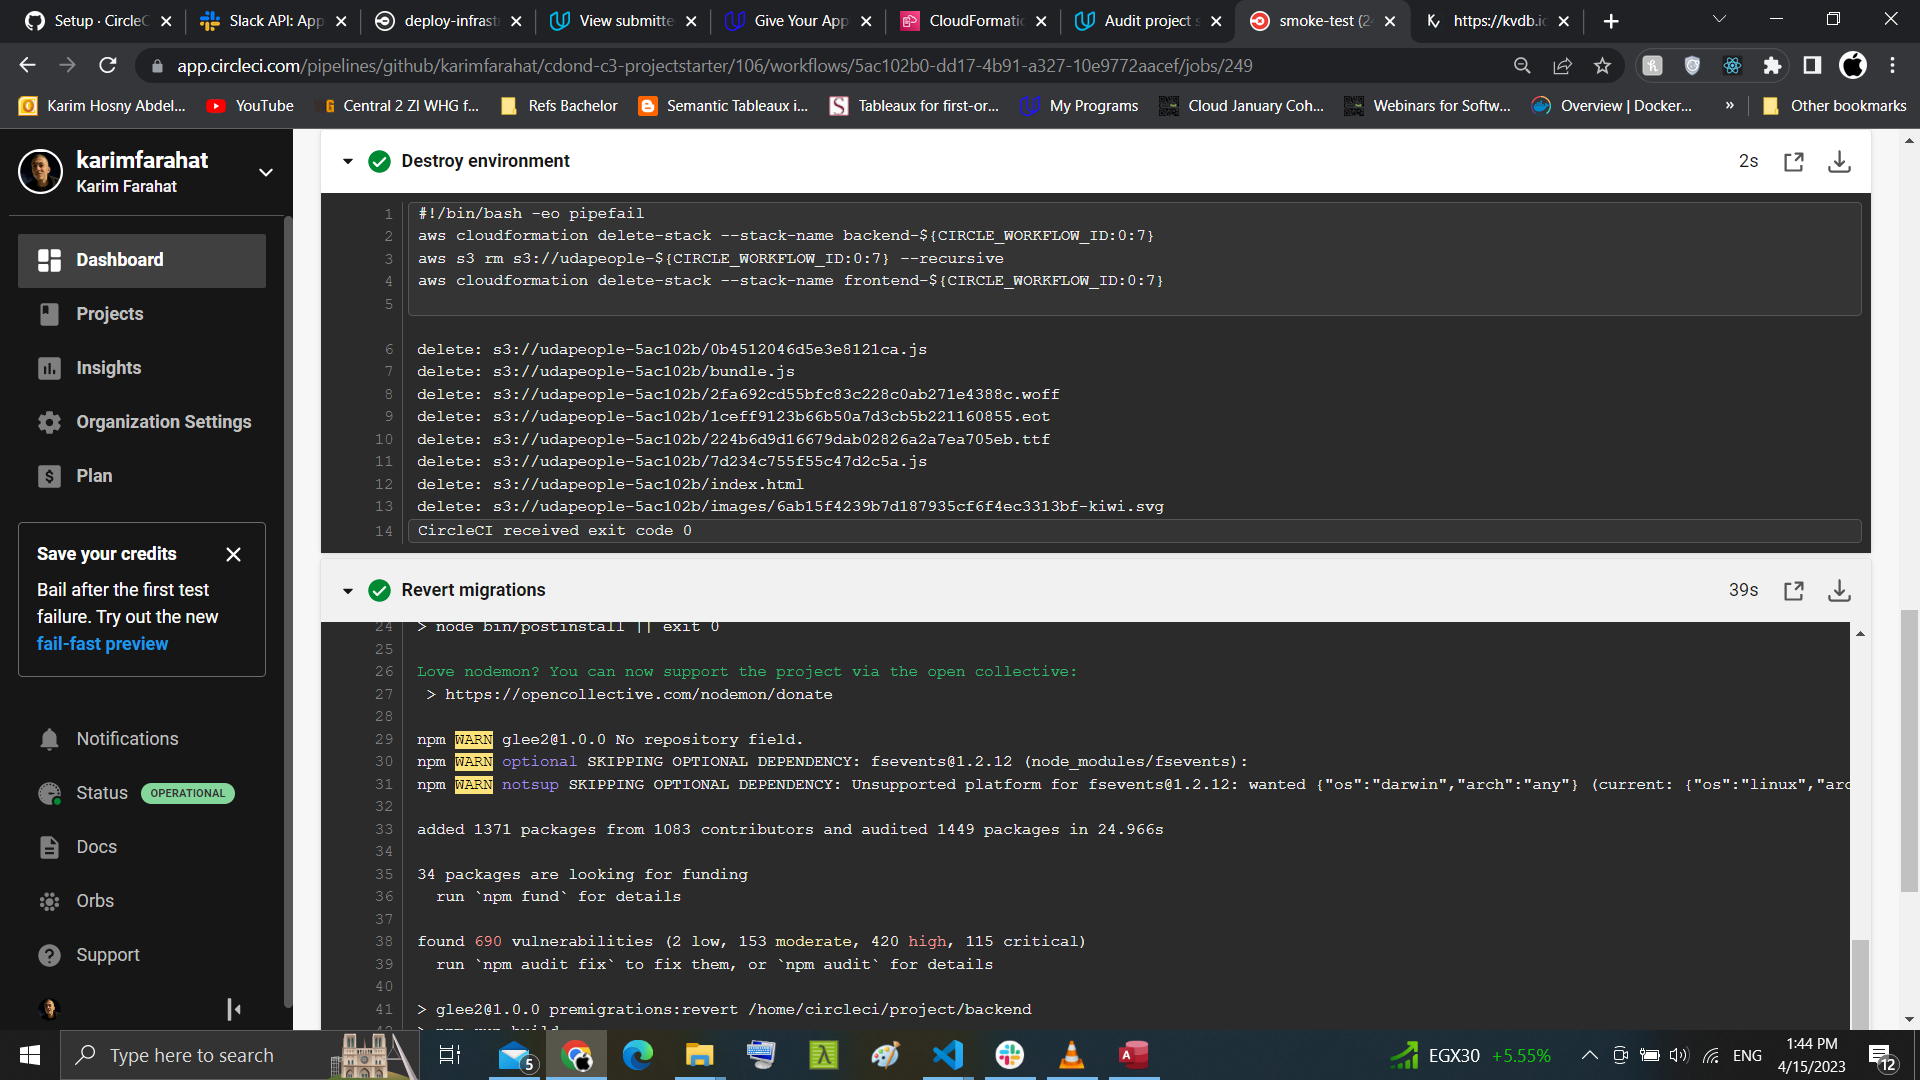 Setup · CircleC
Slack API: App
deploy-infrast
View submitte
Give Your App
CloudFormatic
Audit project s
smoke-test (24
https://kvdb.io
app.circleci.com/pipelines/github/karimfarahat/cdond-c3-projectstarter/106/workflows/5ac102b0-dd17-4b91-a327-10e9772aacef/jobs/249
Karim Hosny Abdel...
YouTube
Central 2 ZI WHG f...
Refs Bachelor
Semantic Tableaux i...
Tableaux for first-or...
My Programs
Cloud January Coh...
Webinars for Softw...
Overview | Docker...
»
Other bookmarks
karimfarahat
Karim Farahat
Dashboard
Projects
Insights
Organization Settings
Plan
Save your credits
Bail after the first test
failure. Try out the new
fail-fast preview
Notifications
Status OPERATIONAL
Docs
Orbs
Support
Destroy environment
2s
1 #!/bin/bash -eo pipefail
2 aws cloudformation delete-stack --stack-name backend-${CIRCLE_WORKFLOW_ID:0:7}
3 aws s3 rm s3://udapeople-${CIRCLE_WORKFLOW_ID:0:7} --recursive
4 aws cloudformation delete-stack --stack-name frontend-${CIRCLE_WORKFLOW_ID:0:7}
5
6 delete: s3://udapeople-5ac102b/0b4512046d5e3e8121ca.js
7 delete: s3://udapeople-5ac102b/bundle.js
8 delete: s3://udapeople-5ac102b/2fa692cd55bfc83c228c0ab271e4388c.woff
9 delete: s3://udapeople-5ac102b/1ceff9123b66b50a7d3cb5b221160855.eot
10 delete: s3://udapeople-5ac102b/224b6d9d16679dab02826a2a7ea705eb.ttf
11 delete: s3://udapeople-5ac102b/7d234c755f55c47d2c5a.js
12 delete: s3://udapeople-5ac102b/index.html
13 delete: s3://udapeople-5ac102b/images/6ab15f4239b7d187935cf6f4ec3313bf-kiwi.svg
14 CircleCI received exit code 0
Revert migrations
39s
24 > node bin/postinstall || exit 0
25
26 Love nodemon? You can now support the project via the open collective:
27 > https://opencollective.com/nodemon/donate
28
29 npm WARN glee2@1.0.0 No repository field.
30 npm WARN optional SKIPPING OPTIONAL DEPENDENCY: fsevents@1.2.12 (node_modules/fsevents):
31 npm WARN notsup SKIPPING OPTIONAL DEPENDENCY: Unsupported platform for fsevents@1.2.12: wanted {"os":"darwin","arch":"any"} (current: {"os":"linux","arc
32
33 added 1371 packages from 1083 contributors and audited 1449 packages in 24.966s
34
35 34 packages are looking for funding
36 run `npm fund` for details
37
38 found 690 vulnerabilities (2 low, 153 moderate, 420 high, 115 critical)
39 run `npm audit fix` to fix them, or `npm audit` for details
40
41 > glee2@1.0.0 premigrations:revert /home/circleci/project/backend
42 > npm run build
Type here to search
5
EGX30 +5.55%
ENG
1:44 PM
4/15/2023
12